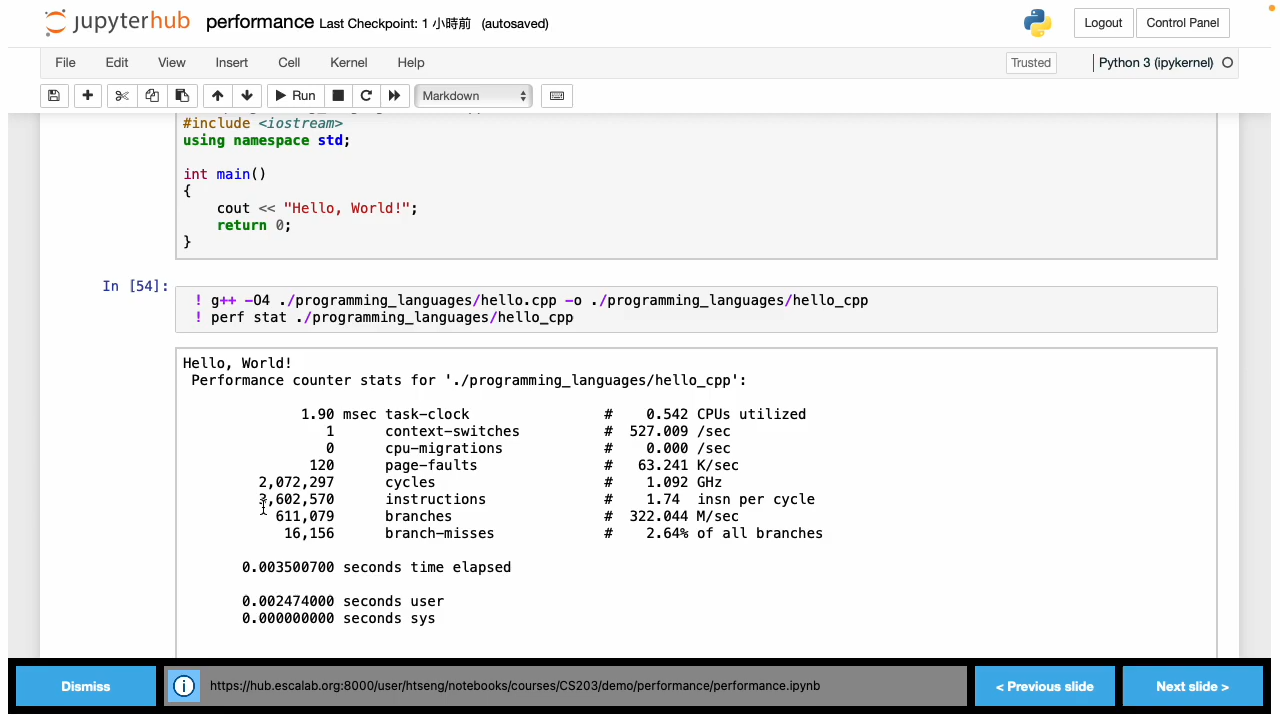 jupyterhub performance Last Checkpoint: 1 小時前 (autosaved) Logout Control Panel
File Edit View Insert Cell Kernel Help Trusted Python 3 (ipykernel)
Run Markdown
#include <iostream>
using namespace std;
int main()
{
cout << "Hello, World!";
return 0;
}
In [54]:
! g++ -O4 ./programming_languages/hello.cpp -o ./programming_languages/hello_cpp
! perf stat ./programming_languages/hello_cpp
Hello, World!
Performance counter stats for './programming_languages/hello_cpp':
1.90 msec task-clock # 0.542 CPUs utilized
1 context-switches # 527.009 /sec
0 cpu-migrations # 0.000 /sec
120 page-faults # 63.241 K/sec
2,072,297 cycles # 1.092 GHz
3,602,570 instructions # 1.74 insn per cycle
611,079 branches # 322.044 M/sec
16,156 branch-misses # 2.64% of all branches
0.003500700 seconds time elapsed
0.002474000 seconds user
0.000000000 seconds sys
Dismiss https://hub.escalab.org:8000/user/htseng/notebooks/courses/CS203/demo/performance/performance.ipynb < Previous slide Next slide >